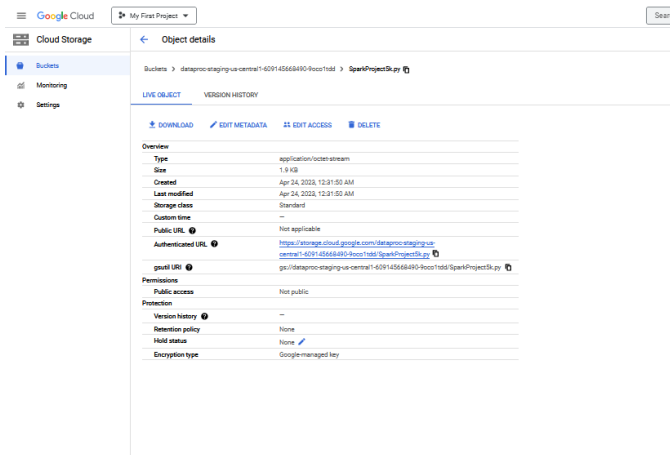 Google Cloud
My First Project
Sear
Cloud Storage
Object details
Buckets
Monitoring
Settings
Buckets > dataproc-staging-us-central1-609145668490-9oco1tdd > SparkProject5k.py
LIVE OBJECT VERSION HISTORY
DOWNLOAD EDIT METADATA EDIT ACCESS DELETE
Overview
Type application/octet-stream
Size 1.9 KB
Created Apr 24, 2023, 12:31:50 AM
Last modified Apr 24, 2023, 12:31:50 AM
Storage class Standard
Custom time —
Public URL Not applicable
Authenticated URL https://storage.cloud.google.com/dataproc-staging-us-
central1-609145668490-9oco1tdd/SparkProject5k.py
gsutil URI gs://dataproc-staging-us-central1-609145668490-9oco1tdd/SparkProject5k.py
Permissions
Public access Not public
Protection
Version history —
Retention policy None
Hold status None
Encryption type Google-managed key